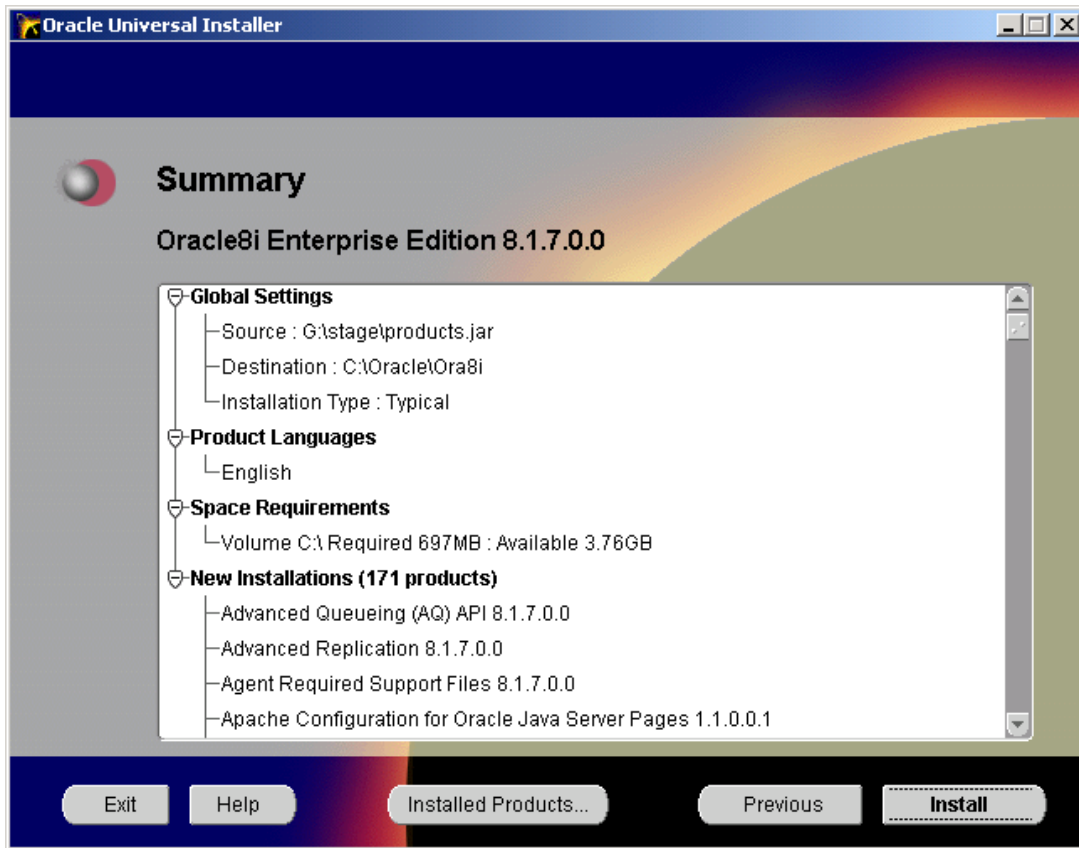 Oracle Universal Installer
Summary
Oracle8i Enterprise Edition 8.1.7.0.0
Global Settings
Source : G:\stage\products.jar
Destination : C:\Oracle\Ora8i
Installation Type : Typical
Product Languages
English
Space Requirements
Volume C:\ Required 697MB : Available 3.76GB
New Installations (171 products)
Advanced Queueing (AQ) API 8.1.7.0.0
Advanced Replication 8.1.7.0.0
Agent Required Support Files 8.1.7.0.0
Apache Configuration for Oracle Java Server Pages 1.1.0.0.1
Exit Help Installed Products... Previous Install